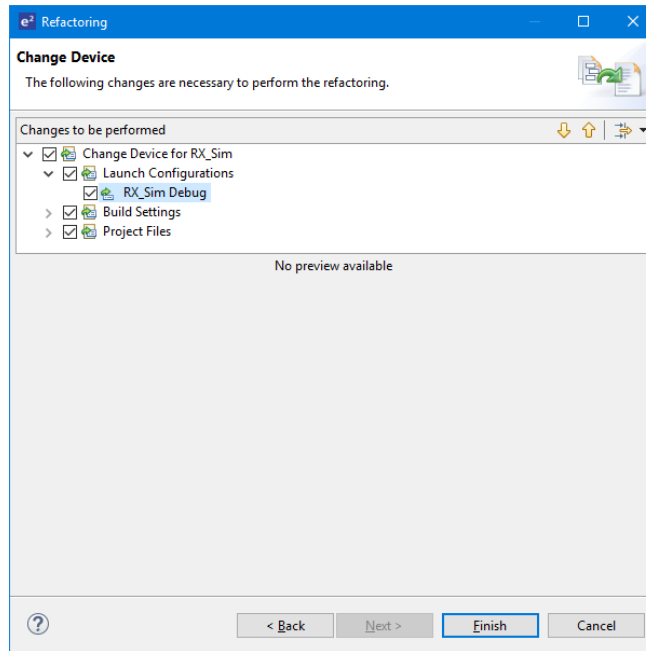 e² Refactoring
Change Device
The following changes are necessary to perform the refactoring.
Changes to be performed
Change Device for RX_Sim
Launch Configurations
RX_Sim Debug
Build Settings
Project Files
No preview available
? < Back Next > Finish Cancel